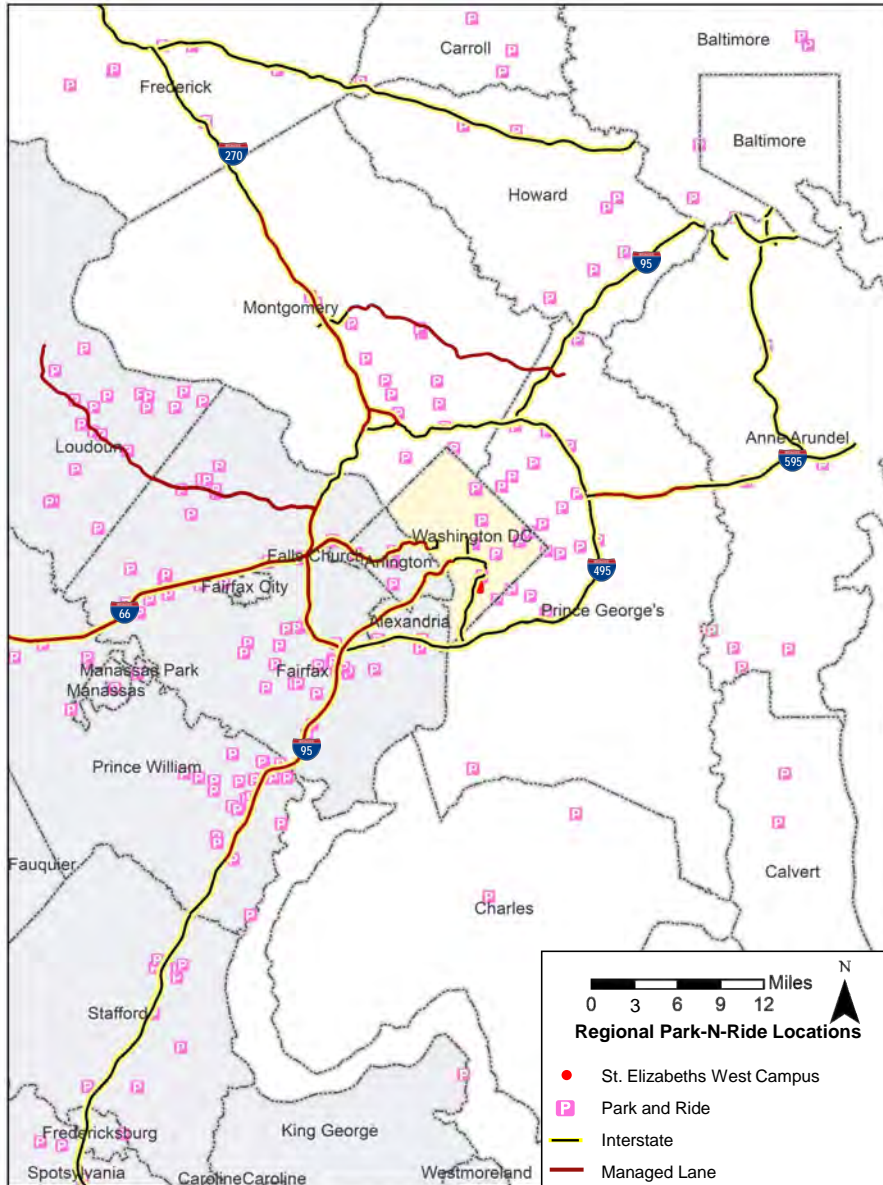 Carroll
Baltimore
Frederick
Baltimore
270
Howard
95
Montgomery
Loudoun
Anne Arundel
595
Washington DC
Falls Church
Arlington
495
Fairfax City
66
Prince George's
Alexandria
Fairfax
Manassas Park
Manassas
95
Prince William
Fauquier
Calvert
Charles
Stafford
King George
Fredericksburg
Spotsylvania
CarolineCaroline
Westmoreland
Miles
0 3 6 9 12
N
Regional Park-N-Ride Locations
St. Elizabeths West Campus
P Park and Ride
Interstate
Managed Lane